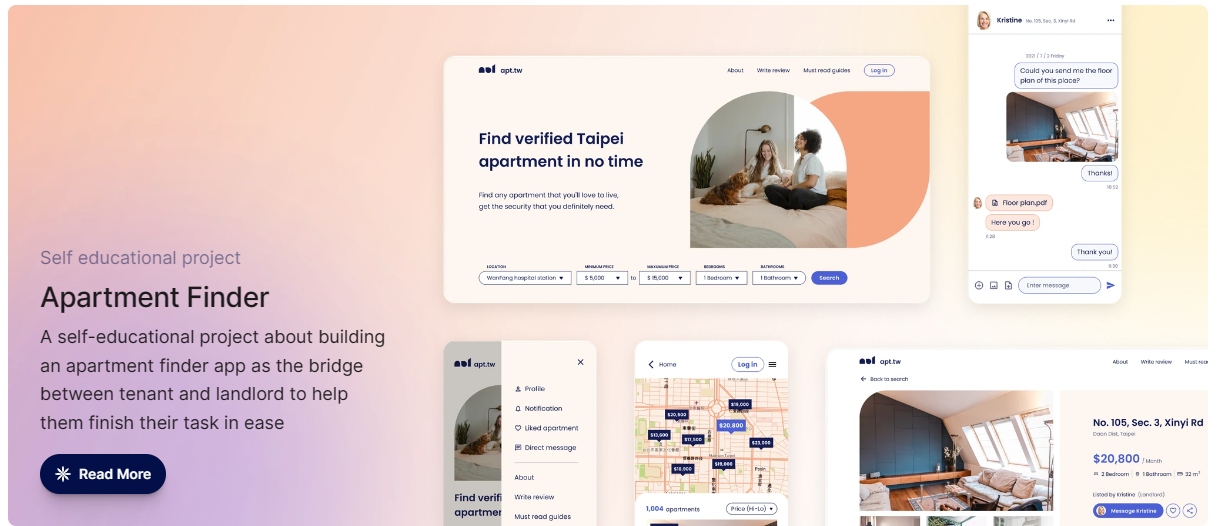 Self educational project
Apartment Finder
A self-educational project about building
an apartment finder app as the bridge
between tenant and landlord to help
them finish their task in ease
Read More
apt.tw
About
Write review
Must read guides
Log in
Find verified Taipei
apartment in no time
Find any apartment that you'll love to live,
get the security that you definitely need.
LOCATION
MINIMUM PRICE
MAXIMUM PRICE
BEDROOMS
BATHROOMS
Wanfang hospital station
$ 5,000
to
$ 15,000
1 Bedroom
1 Bathroom
Search
Kristine
No. 105, Sec. 3, Xinyi Rd
2021 / 7 / 2 Friday
Could you send me the floor
plan of this place?
Thanks!
Floor plan.pdf
Here you go !
Thank you!
Enter message
apt.tw
Profile
Notification
Liked apartment
Direct message
About
Write review
Must read guides
Find verifi
apartmen
Home
Log in
$20,500
$18,000
$20,800
$13,500
$23,000
$18,900
$19,000
1,004 apartments
Price (Hi-Lo)
apt.tw
About
Write review
Must rea
Back to search
No. 105, Sec. 3, Xinyi Rd
Daan Dist, Taipei
$20,800 / Month
2 Bedroom
1 Bathroom
32 m²
Listed by Kristine (Landlord)
Message Kristine